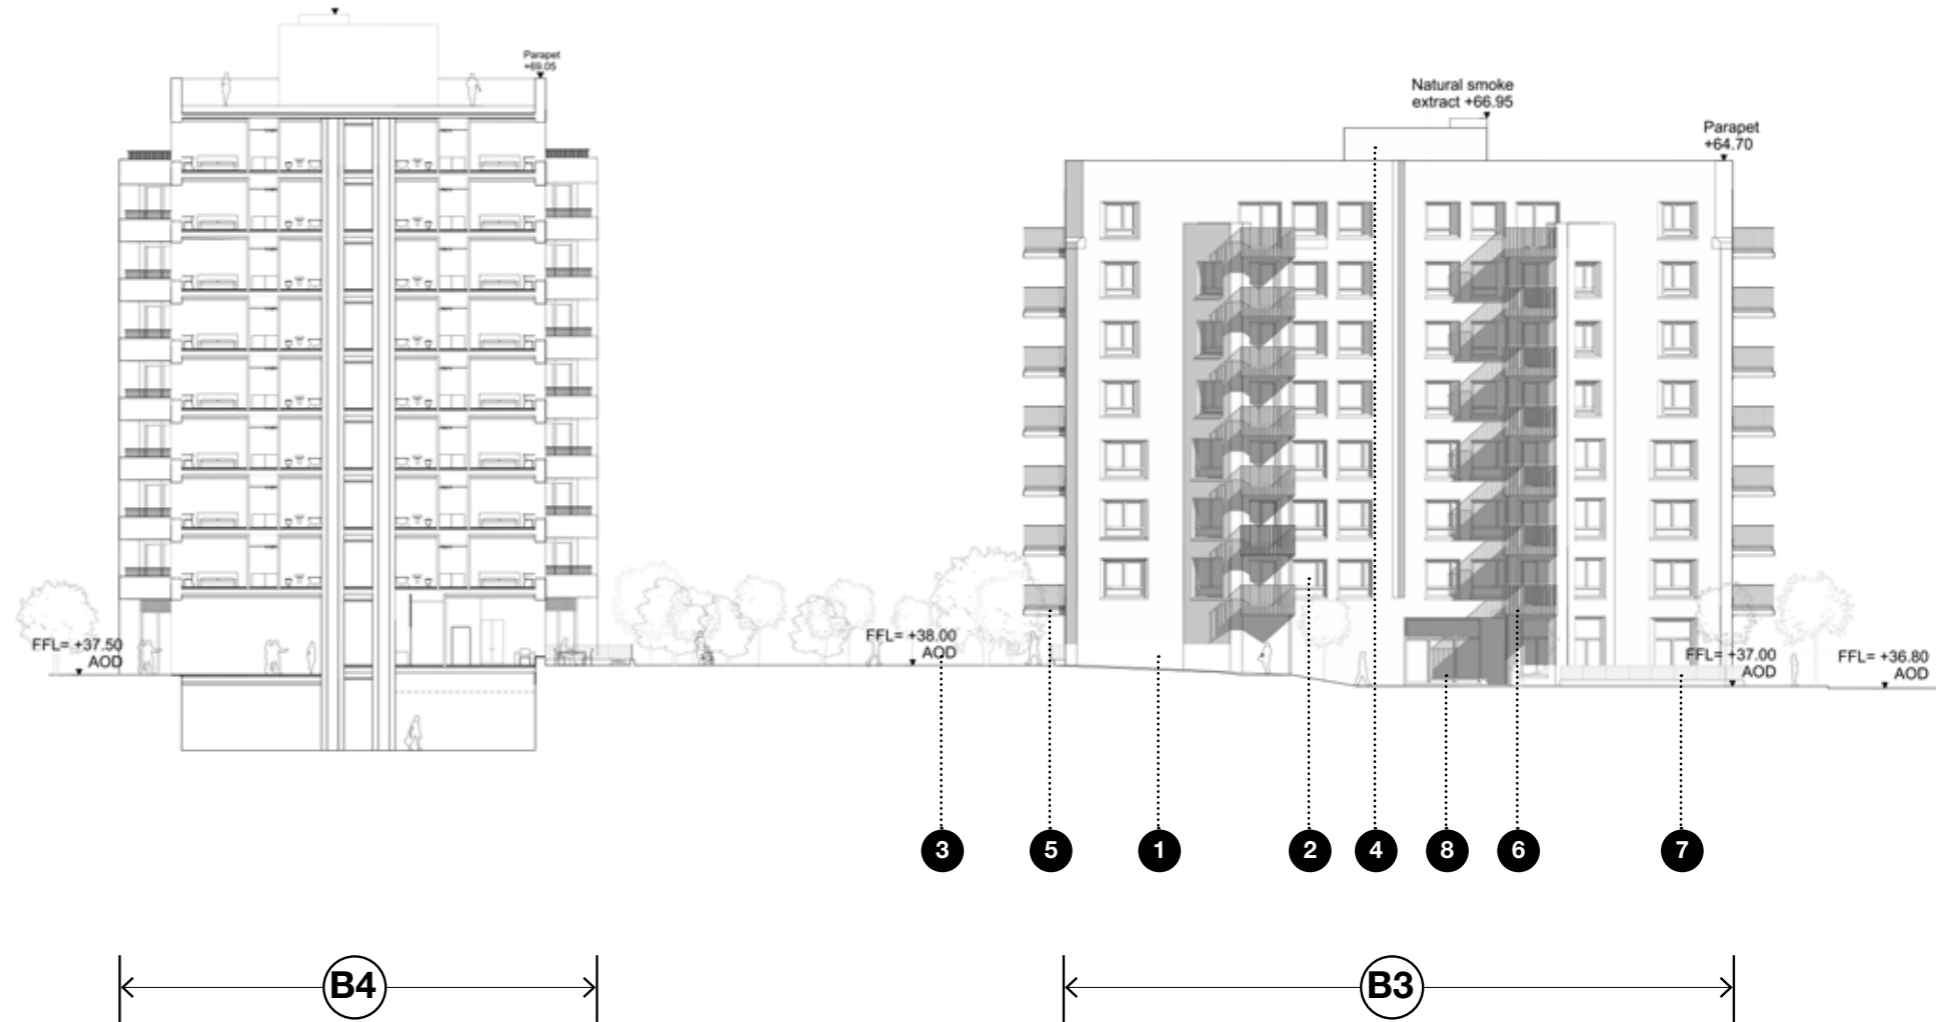 Parapet
+69.05
Natural smoke
extract +66.95
Parapet
+64.70
FFL= +37.50
AOD
FFL= +38.00
AOD
FFL= +37.00
AOD
FFL= +36.80
AOD
3 5 1 2 4 8 6 7
B4 B3